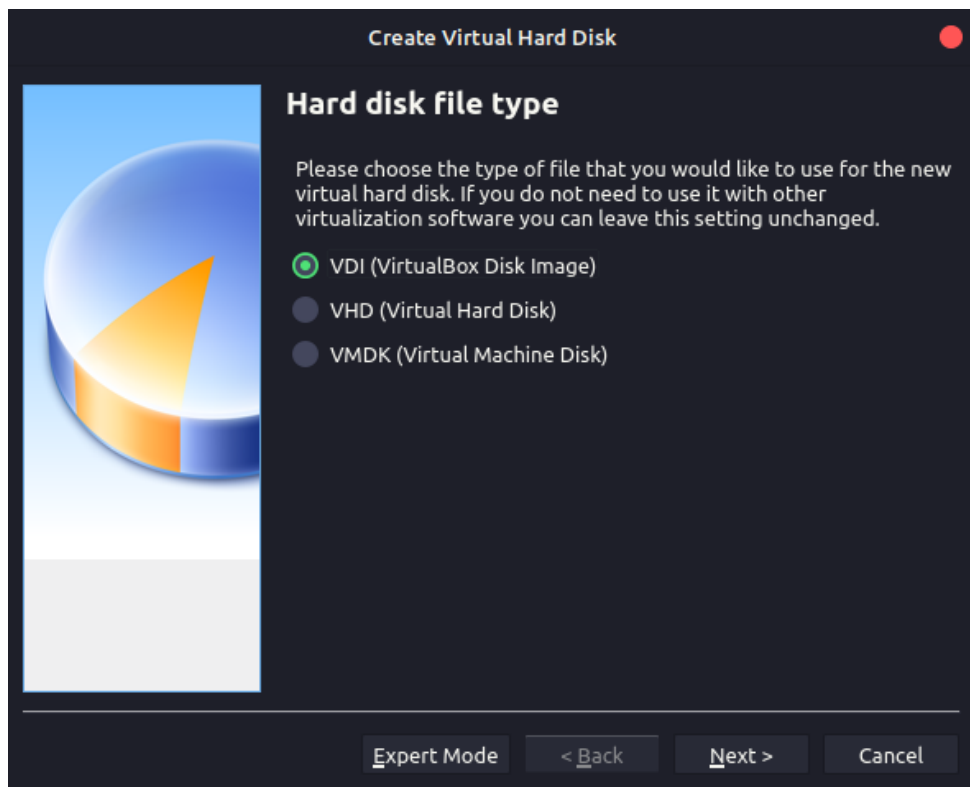 Create Virtual Hard Disk
Hard disk file type
Please choose the type of file that you would like to use for the new
virtual hard disk. If you do not need to use it with other
virtualization software you can leave this setting unchanged.
VDI (VirtualBox Disk Image)
VHD (Virtual Hard Disk)
VMDK (Virtual Machine Disk)
Expert Mode
< Back
Next >
Cancel